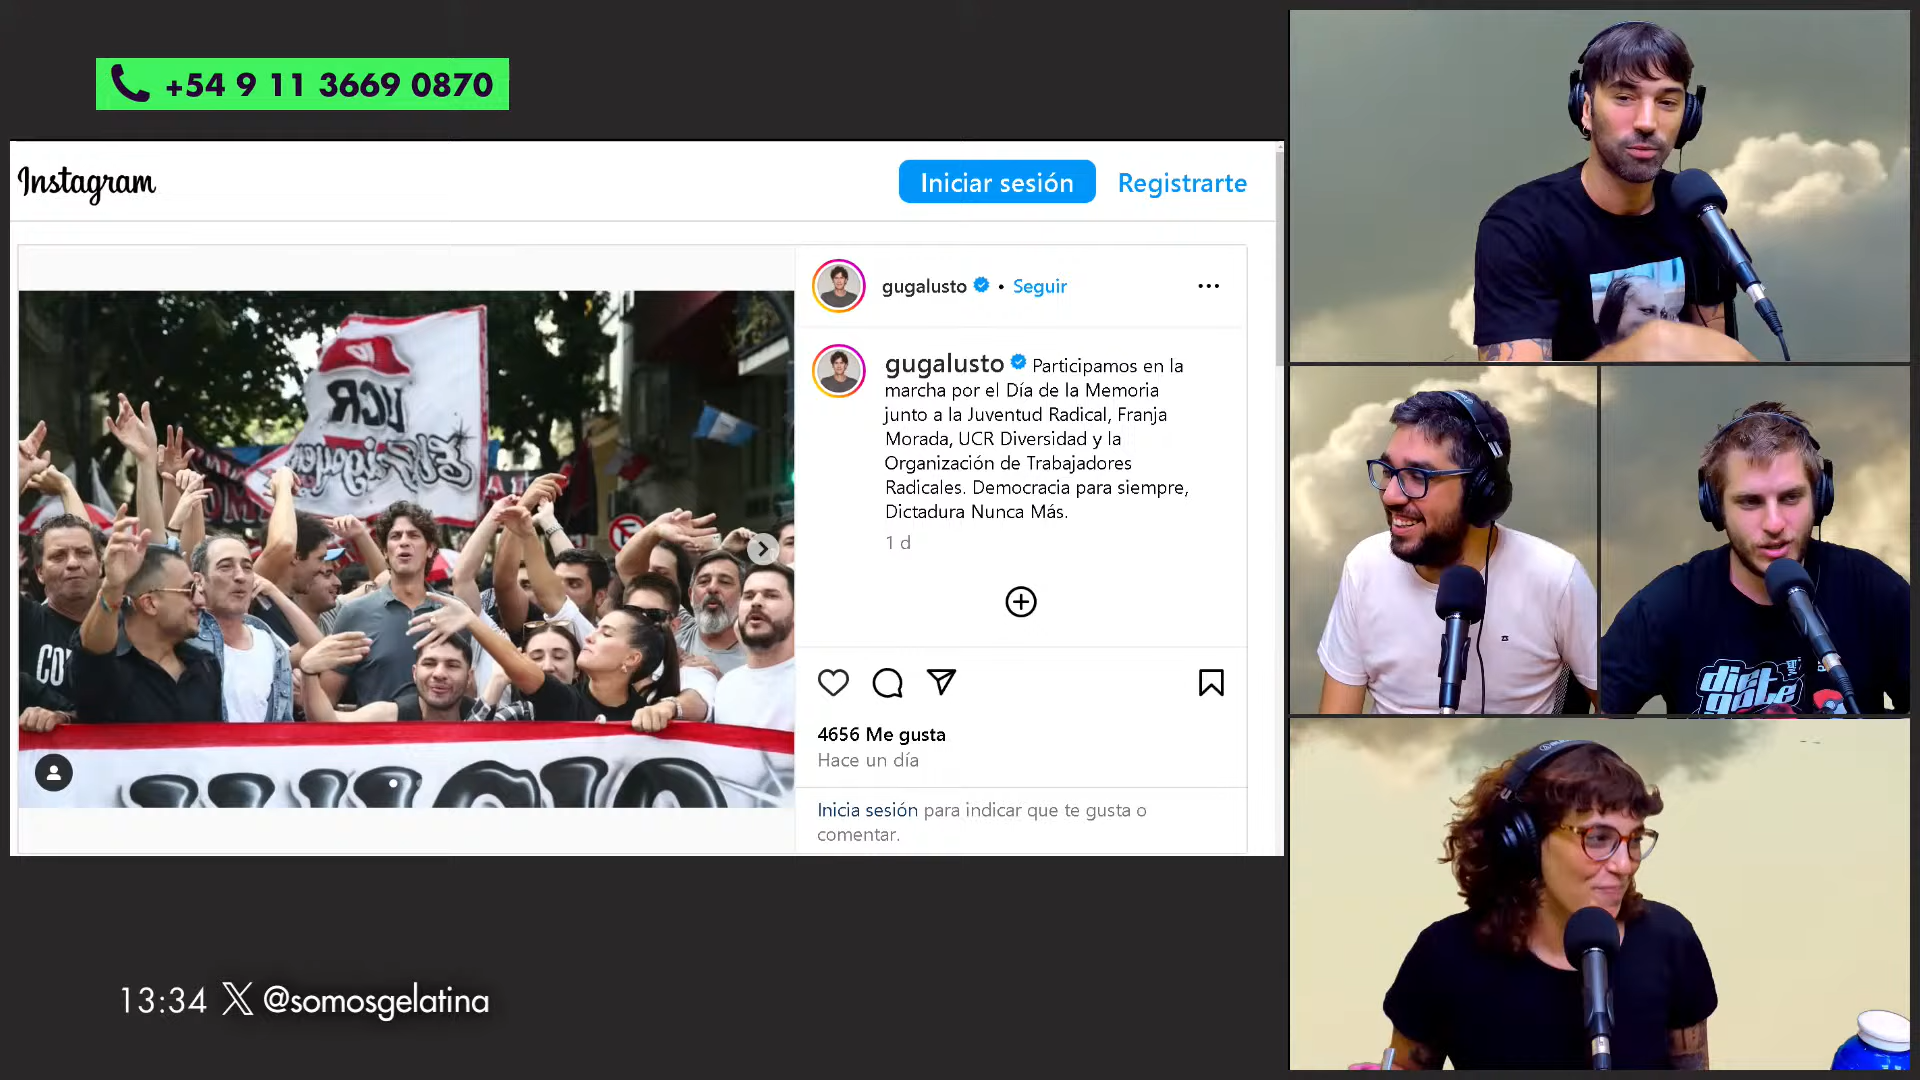 +54 9 11 3669 0870
Instagram
Iniciar sesión
Registrarte
UCR
gugalusto • Seguir
gugalusto Participamos en la
marcha por el Día de la Memoria
junto a la Juventud Radical, Franja
Morada, UCR Diversidad y la
Organización de Trabajadores
Radicales. Democracia para siempre,
Dictadura Nunca Más.
1 d
4656 Me gusta
Hace un día
Inicia sesión para indicar que te gusta o
comentar.
13:34 X @somosgelatina